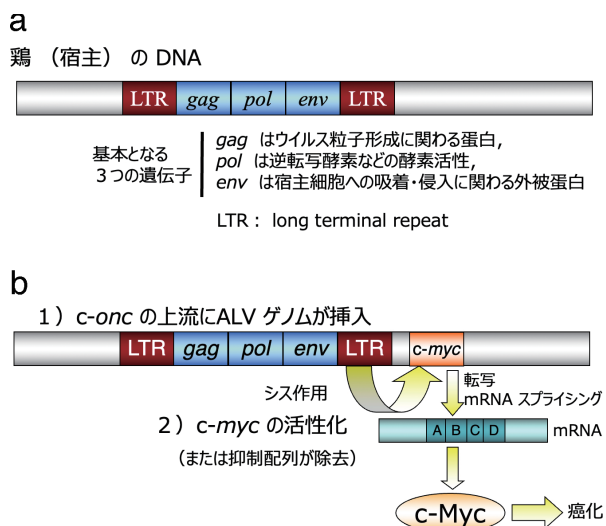 a
鶏 （宿主） の DNA
LTR gag pol env LTR
基本となる
３つの遺伝子
gag はウイルス粒子形成に関わる蛋白,
pol は逆転写酵素などの酵素活性,
env は宿主細胞への吸着・侵入に関わる外被蛋白
LTR： long terminal repeat
b
１）c-onc の上流にALV ゲノムが挿入
LTR gag pol env LTR c-myc
シス作用
転写
mRNA スプライシング
２）c-myc の活性化
（または抑制配列が除去）
A B C D mRNA
c-Myc 癌化